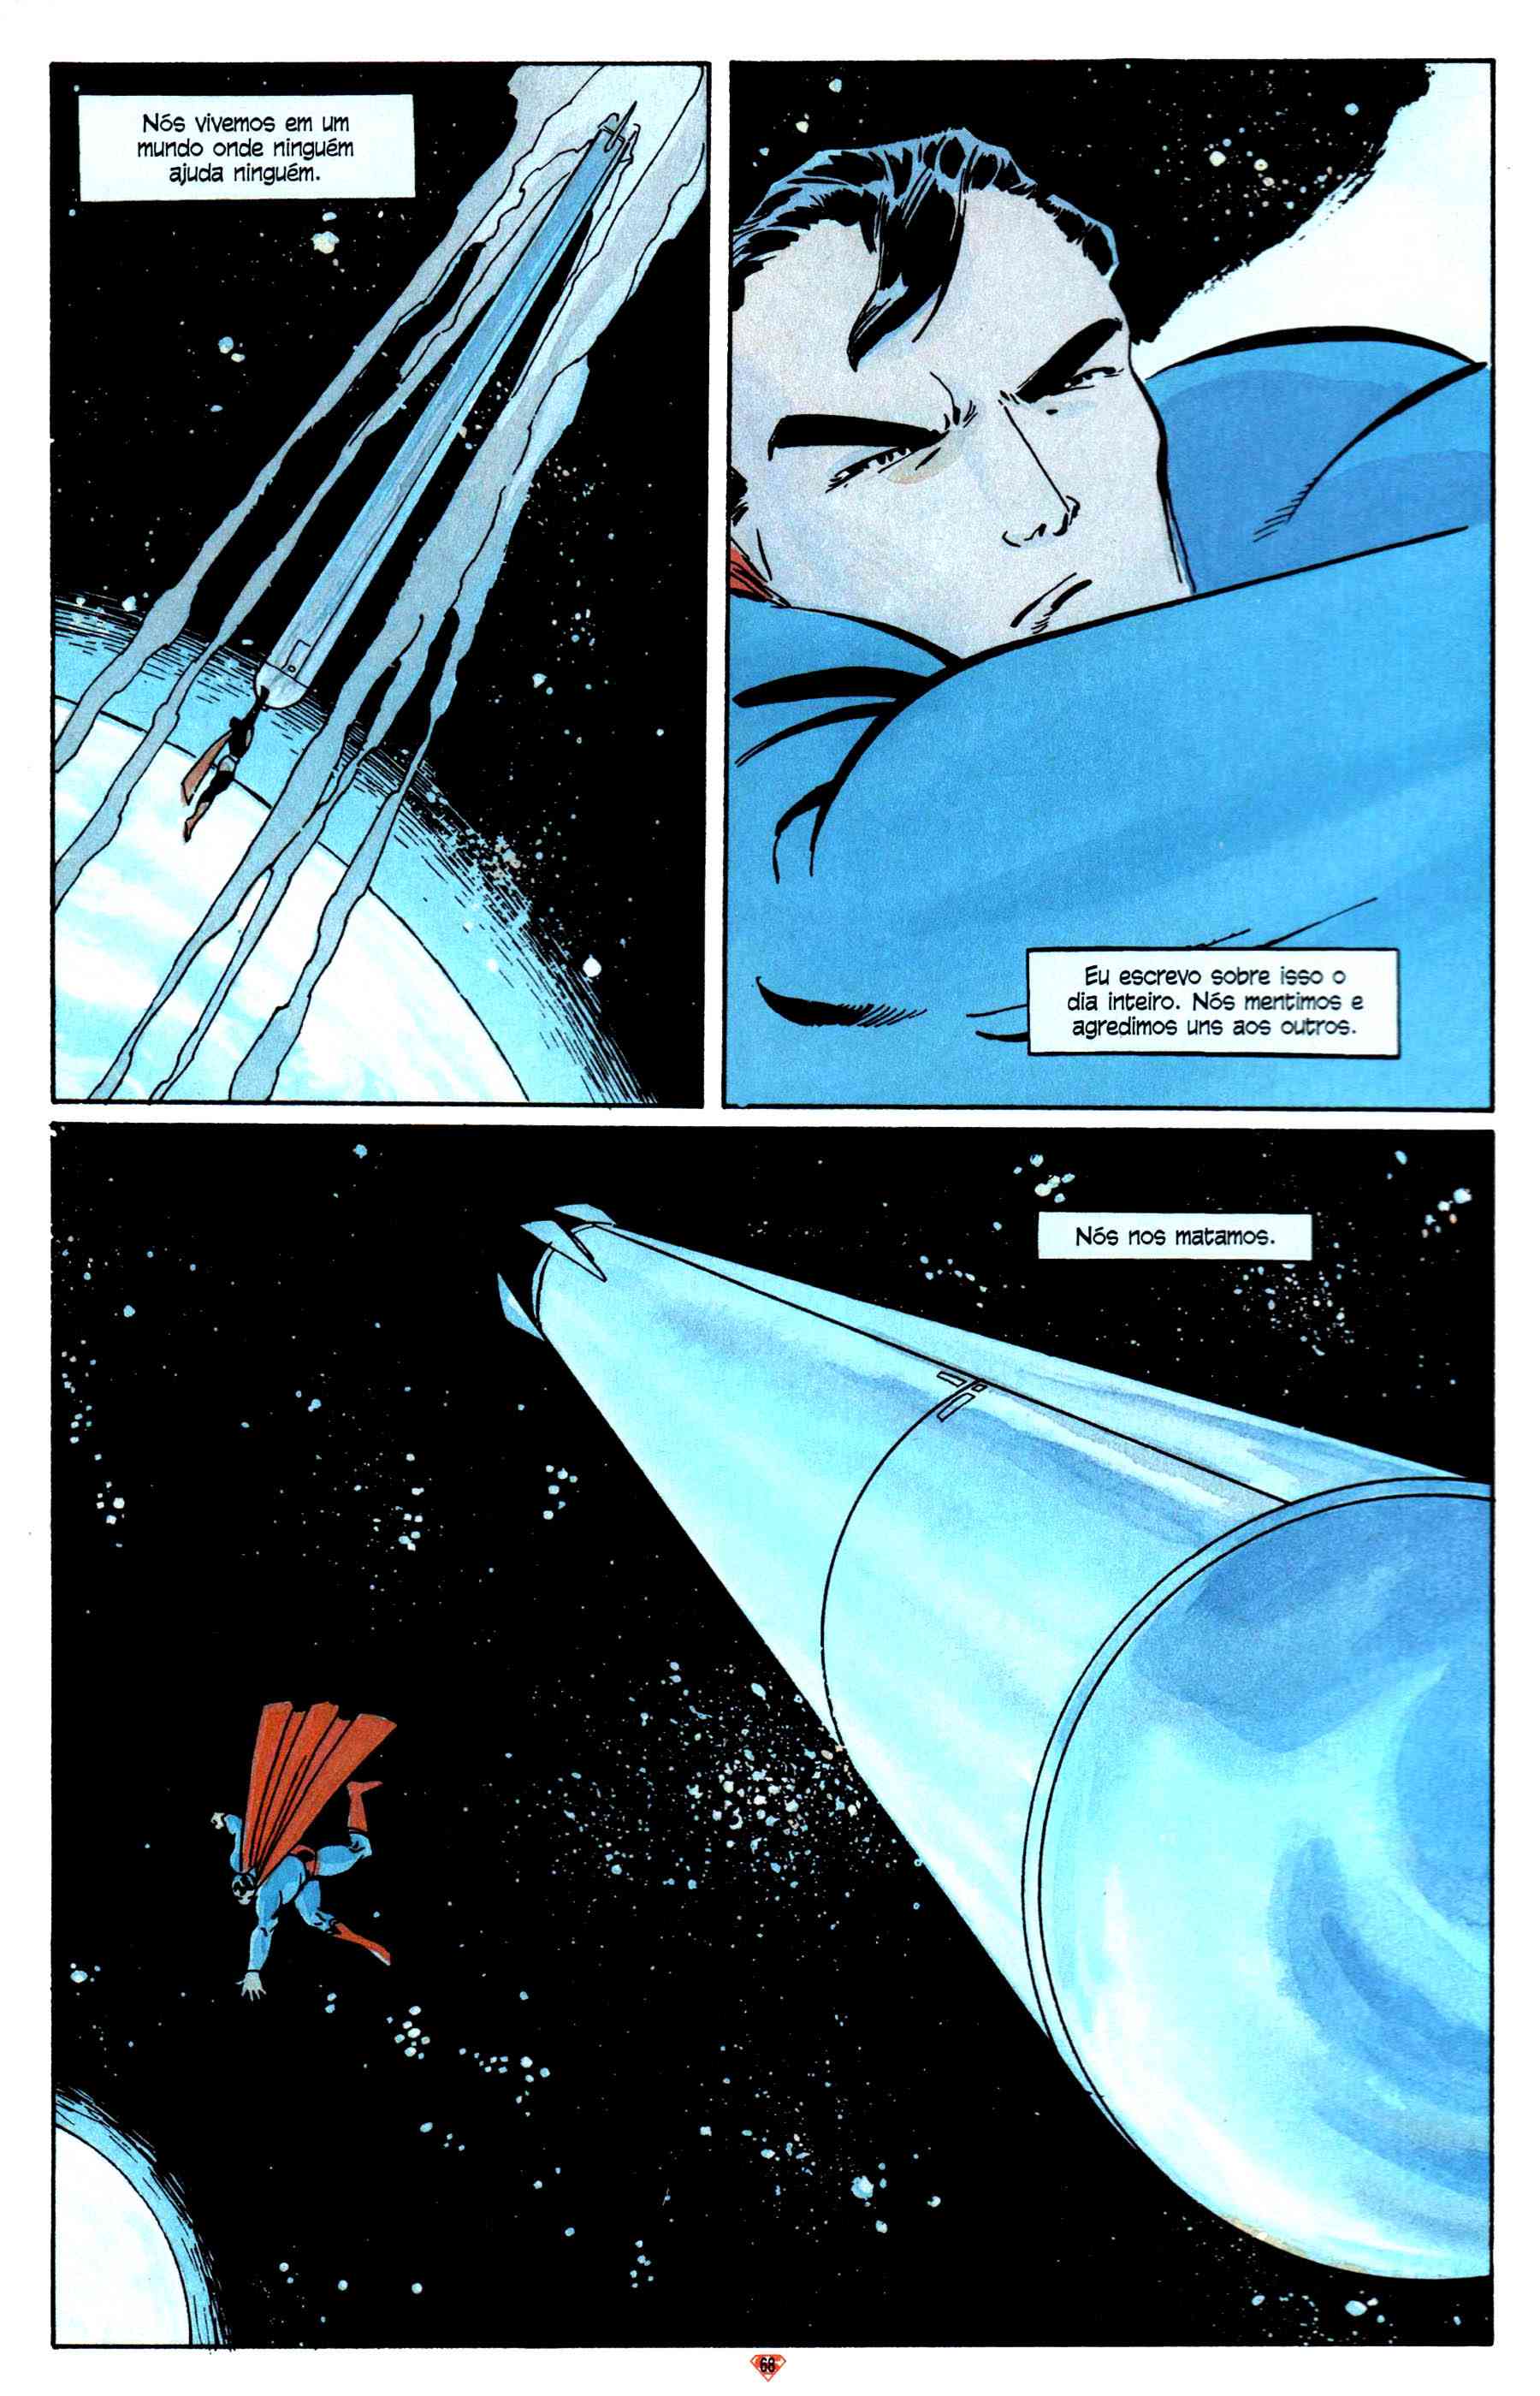 Nós vivemos em um
mundo onde ninguém
ajuda ninguém.
Eu escrevo sobre isso o
dia inteiro. Nós mentimos e
agredimos uns aos outros.
Nós nos matamos.
68